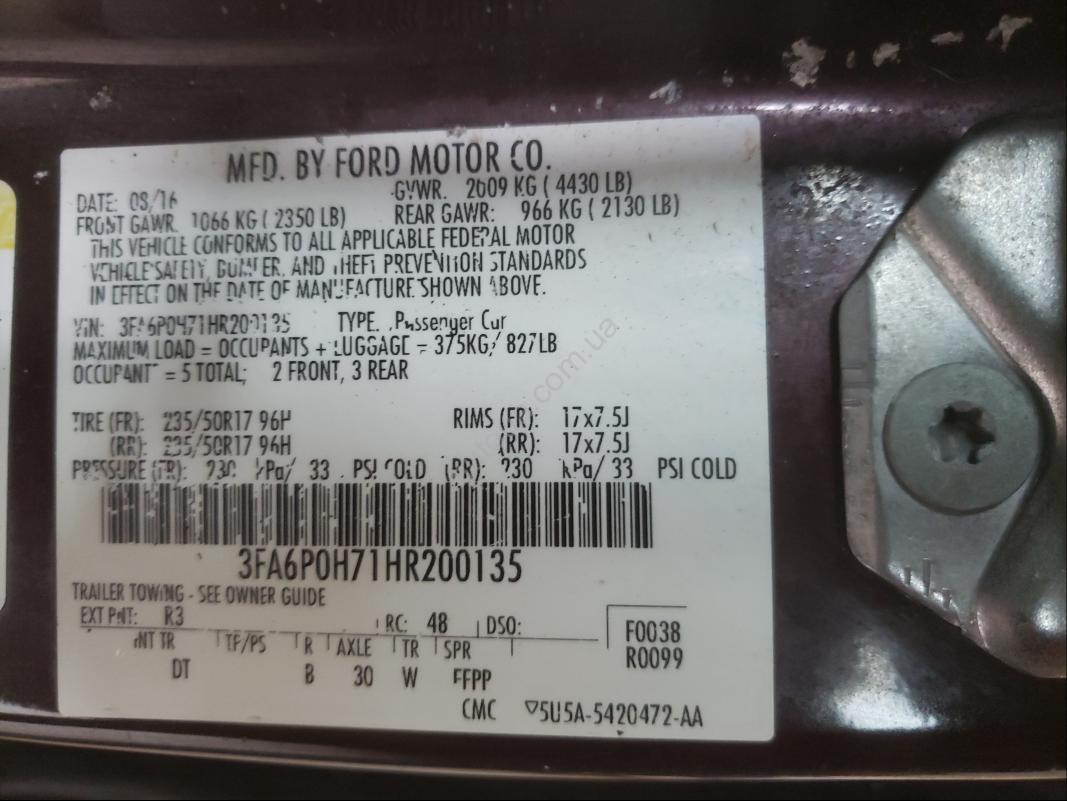 MFD. BY FORD MOTOR CO.
DATE: 08/16 GVWR. 2009 KG ( 4430 LB)
FRONT GAWR. 1066 KG ( 2350 LB) REAR GAWR: 966 KG ( 2130 LB)
THIS VEHICLE CONFORMS TO ALL APPLICABLE FEDERAL MOTOR
VEHICLE SAFETY, BUMPER, AND THEFT PREVENTION STANDARDS
IN EFFECT ON THE DATE OF MANUFACTURE SHOWN ABOVE.
VIN: 3FA6P0H71HR200135 TYPE. Passenger Car
MAXIMUM LOAD = OCCUPANTS + LUGGAGE = 375KG/ 827LB
OCCUPANT = 5 TOTAL; 2 FRONT, 3 REAR
TIRE (FR): 235/50R17 96H RIMS (FR): 17x7.5J
(RR): 235/50R17 96H (RR): 17x7.5J
PRESSURE (FR): 230 kPa/ 33 PSI COLD (RR): 230 kPa/ 33 PSI COLD
3FA6P0H71HR200135
TRAILER TOWING - SEE OWNER GUIDE
EXT PNT: R3 RC: 48 DSO: F0038
INT TR TP/PS R AXLE TR SPR R0099
DT B 30 W FFPP
CMC ▽5U5A-5420472-AA